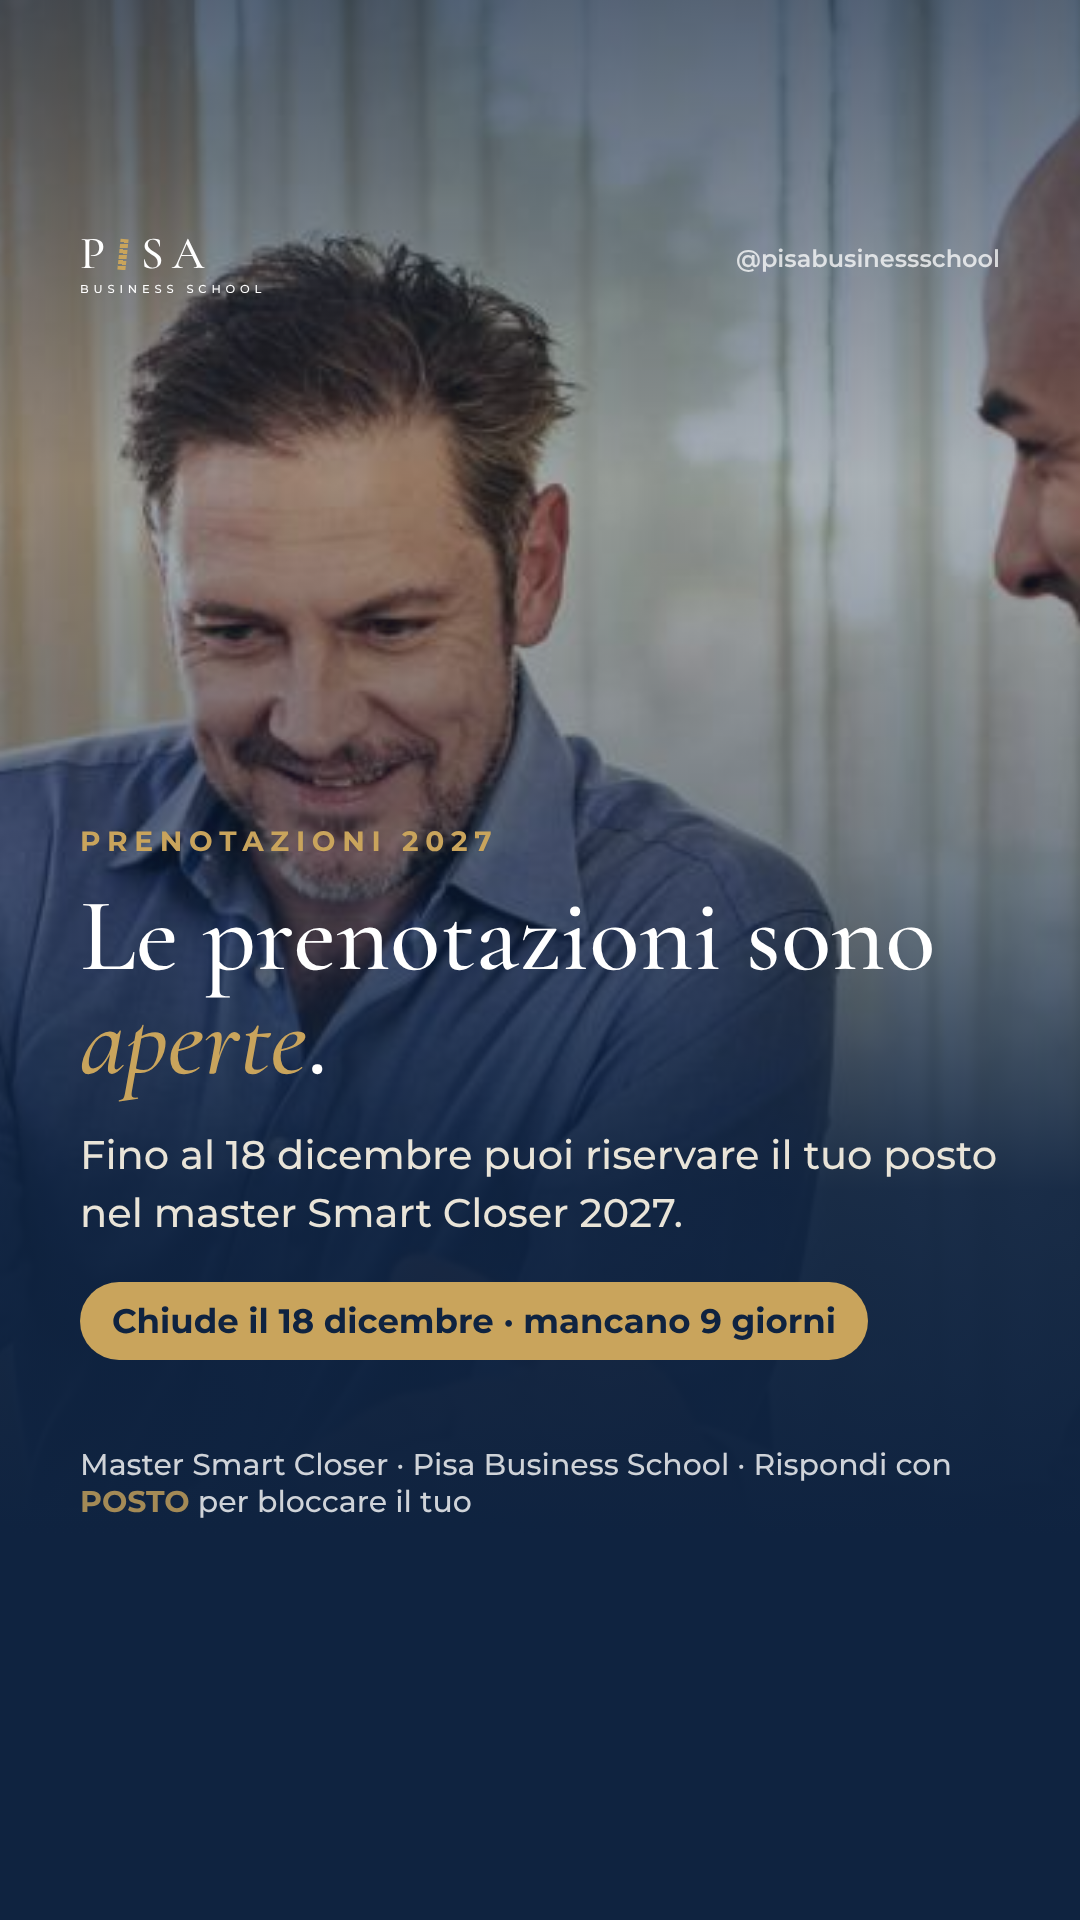 PISA
BUSINESS SCHOOL
@pisabusinessschool
PRENOTAZIONI 2027
Le prenotazioni sono
aperte.
Fino al 18 dicembre puoi riservare il tuo posto
nel master Smart Closer 2027.
Chiude il 18 dicembre · mancano 9 giorni
Master Smart Closer · Pisa Business School · Rispondi con
POSTO per bloccare il tuo